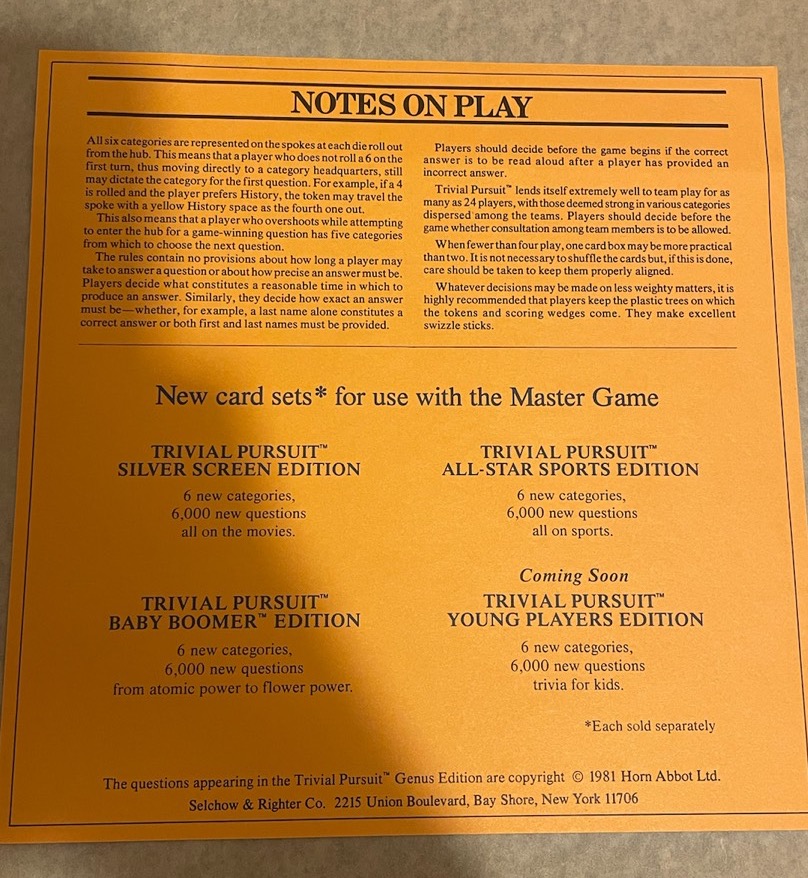 NOTES ON PLAY
All six categories are represented on the spokes at each die roll out
from the hub. This means that a player who does not roll a 6 on the
first turn, thus moving directly to a category headquarters, still
may dictate the category for the first question. For example, if a 4
is rolled and the player prefers History, the token may travel the
spoke with a yellow History space as the fourth one out.
This also means that a player who overshoots while attempting
to enter the hub for a game-winning question has five categories
from which to choose the next question.
The rules contain no provisions about how long a player may
take to answer a question or about how precise an answer must be.
Players decide what constitutes a reasonable time in which to
produce an answer. Similarly, they decide how exact an answer
must be—whether, for example, a last name alone constitutes a
correct answer or both first and last names must be provided.
Players should decide before the game begins if the correct
answer is to be read aloud after a player has provided an
incorrect answer.
Trivial Pursuit™ lends itself extremely well to team play for as
many as 24 players, with those deemed strong in various categories
dispersed among the teams. Players should decide before the
game whether consultation among team members is to be allowed.
When fewer than four play, one card box may be more practical
than two. It is not necessary to shuffle the cards but, if this is done,
care should be taken to keep them properly aligned.
Whatever decisions may be made on less weighty matters, it is
highly recommended that players keep the plastic trees on which
the tokens and scoring wedges come. They make excellent
swizzle sticks.
New card sets* for use with the Master Game
TRIVIAL PURSUIT™
SILVER SCREEN EDITION
6 new categories,
6,000 new questions
all on the movies.
TRIVIAL PURSUIT™
ALL-STAR SPORTS EDITION
6 new categories,
6,000 new questions
all on sports.
TRIVIAL PURSUIT™
BABY BOOMER™ EDITION
6 new categories,
6,000 new questions
from atomic power to flower power.
Coming Soon
TRIVIAL PURSUIT™
YOUNG PLAYERS EDITION
6 new categories,
6,000 new questions
trivia for kids.
*Each sold separately
The questions appearing in the Trivial Pursuit™ Genus Edition are copyright © 1981 Horn Abbot Ltd.
Selchow & Righter Co. 2215 Union Boulevard, Bay Shore, New York 11706